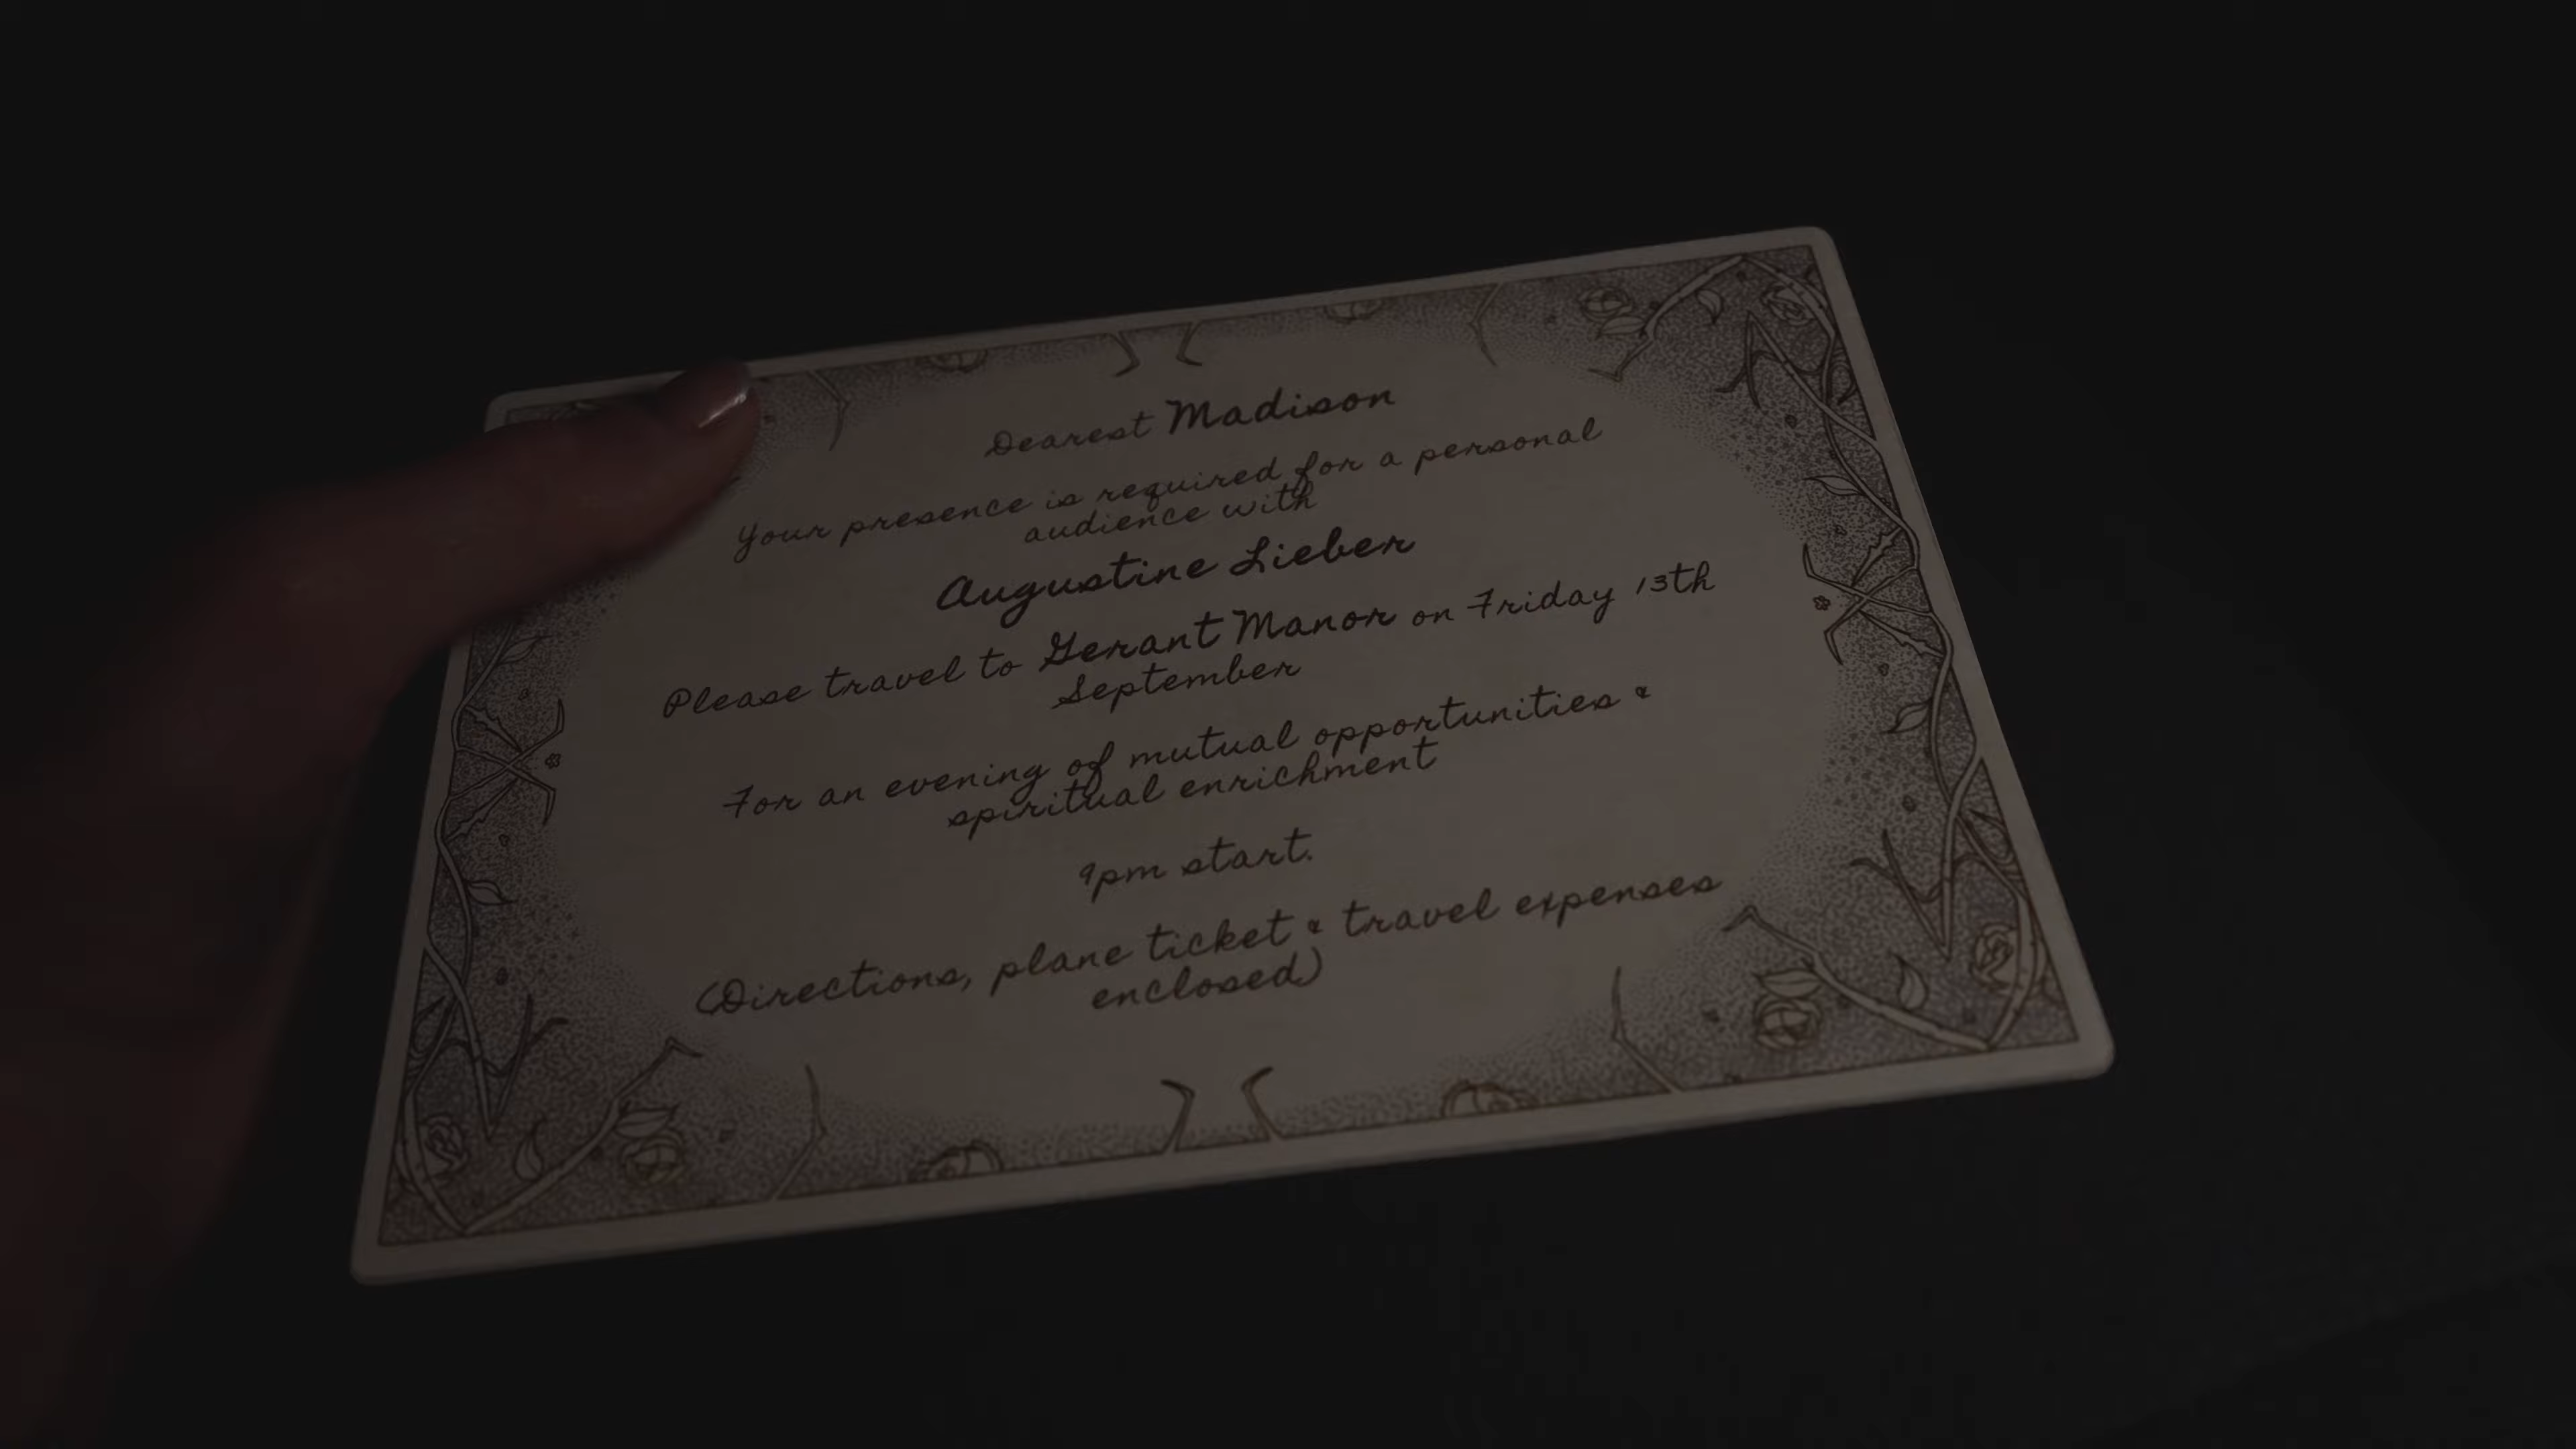 Dearest Madison
Your presence is required for a personal
audience with
Augustine Lieber
Please travel to Gerant Manor on Friday 13th
September
For an evening of mutual opportunities &
spiritual enrichment
9pm start.
(Directions, plane ticket & travel expenses
enclosed)